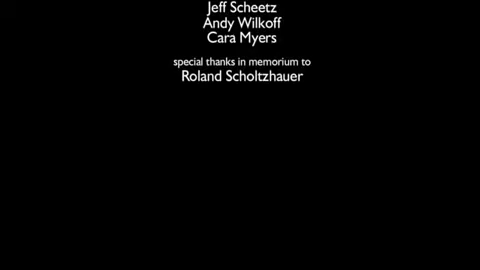 Jeff Scheetz
Andy Wilkoff
Cara Myers
special thanks in memorium to
Roland Scholtzhauer